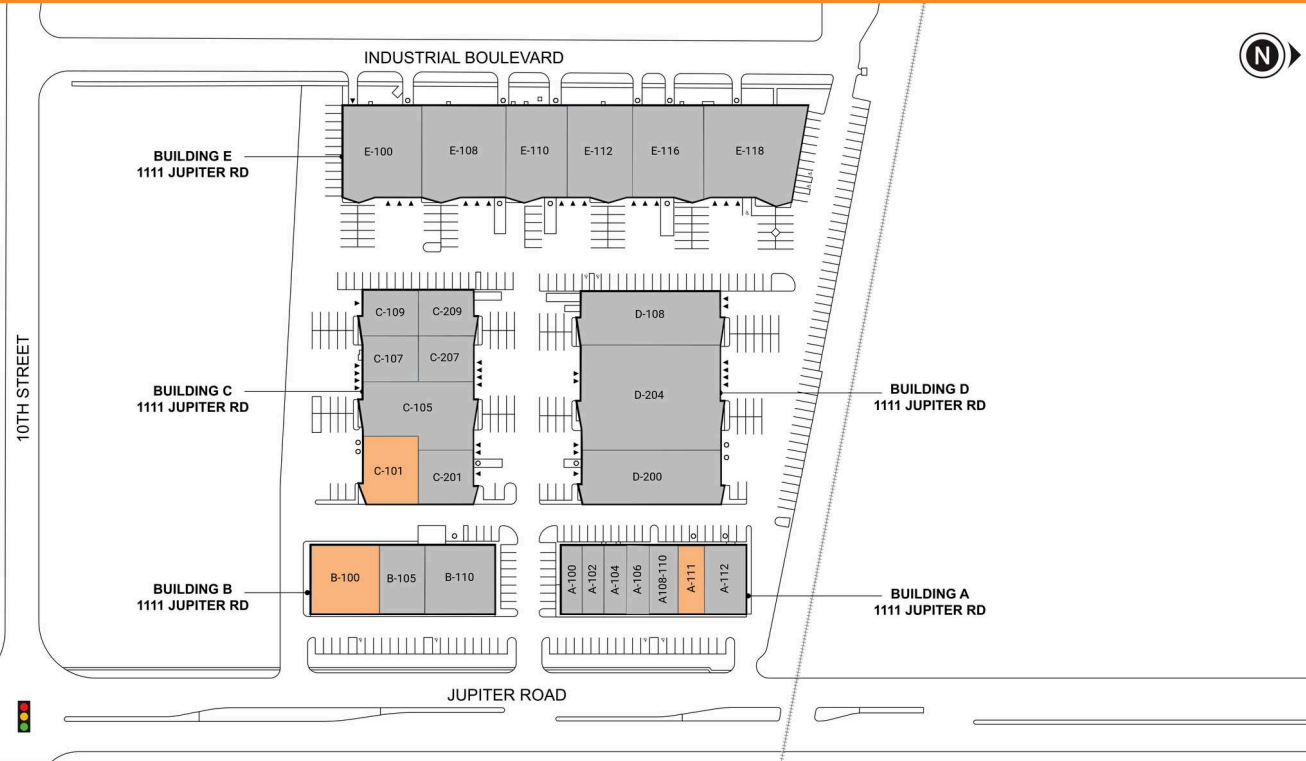 INDUSTRIAL BOULEVARD
N
BUILDING E
1111 JUPITER RD
E-100
E-108
E-110
E-112
E-116
E-118
10TH STREET
C-109
C-209
D-108
C-107
C-207
BUILDING C
1111 JUPITER RD
C-105
D-204
BUILDING D
1111 JUPITER RD
C-101
C-201
D-200
BUILDING B
1111 JUPITER RD
B-100
B-105
B-110
A-100
A-102
A-104
A-106
A108-110
A-111
A-112
BUILDING A
1111 JUPITER RD
JUPITER ROAD